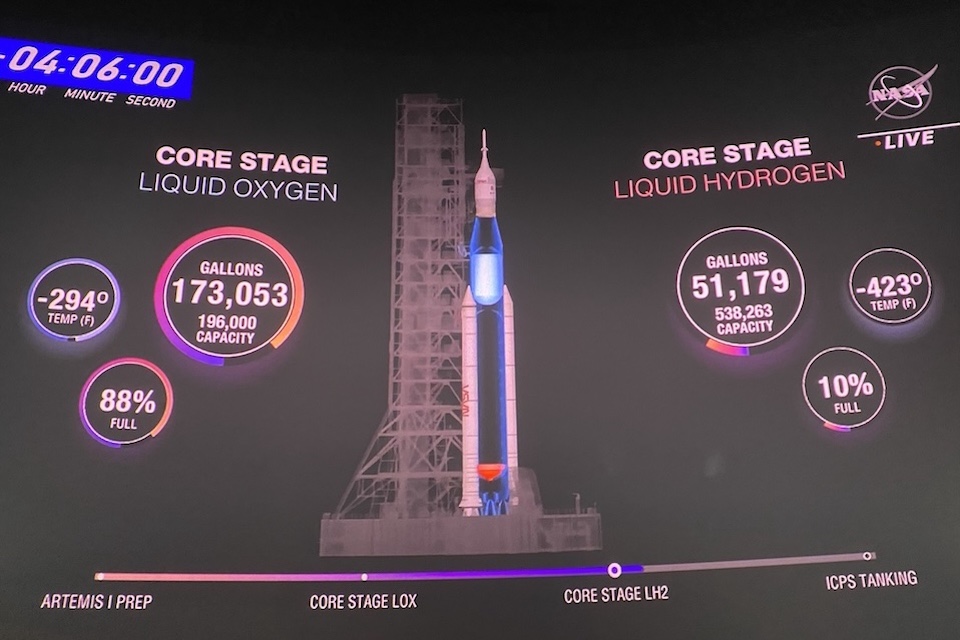 -04:06:00
HOUR MINUTE SECOND
NASA
LIVE
CORE STAGE
LIQUID OXYGEN
-294º
TEMP (F)
GALLONS
173,053
196,000
CAPACITY
88%
FULL
CORE STAGE
LIQUID HYDROGEN
GALLONS
51,179
538,263
CAPACITY
-423º
TEMP (F)
10%
FULL
NASA
ARTEMIS I PREP
CORE STAGE LOX
CORE STAGE LH2
ICPS TANKING